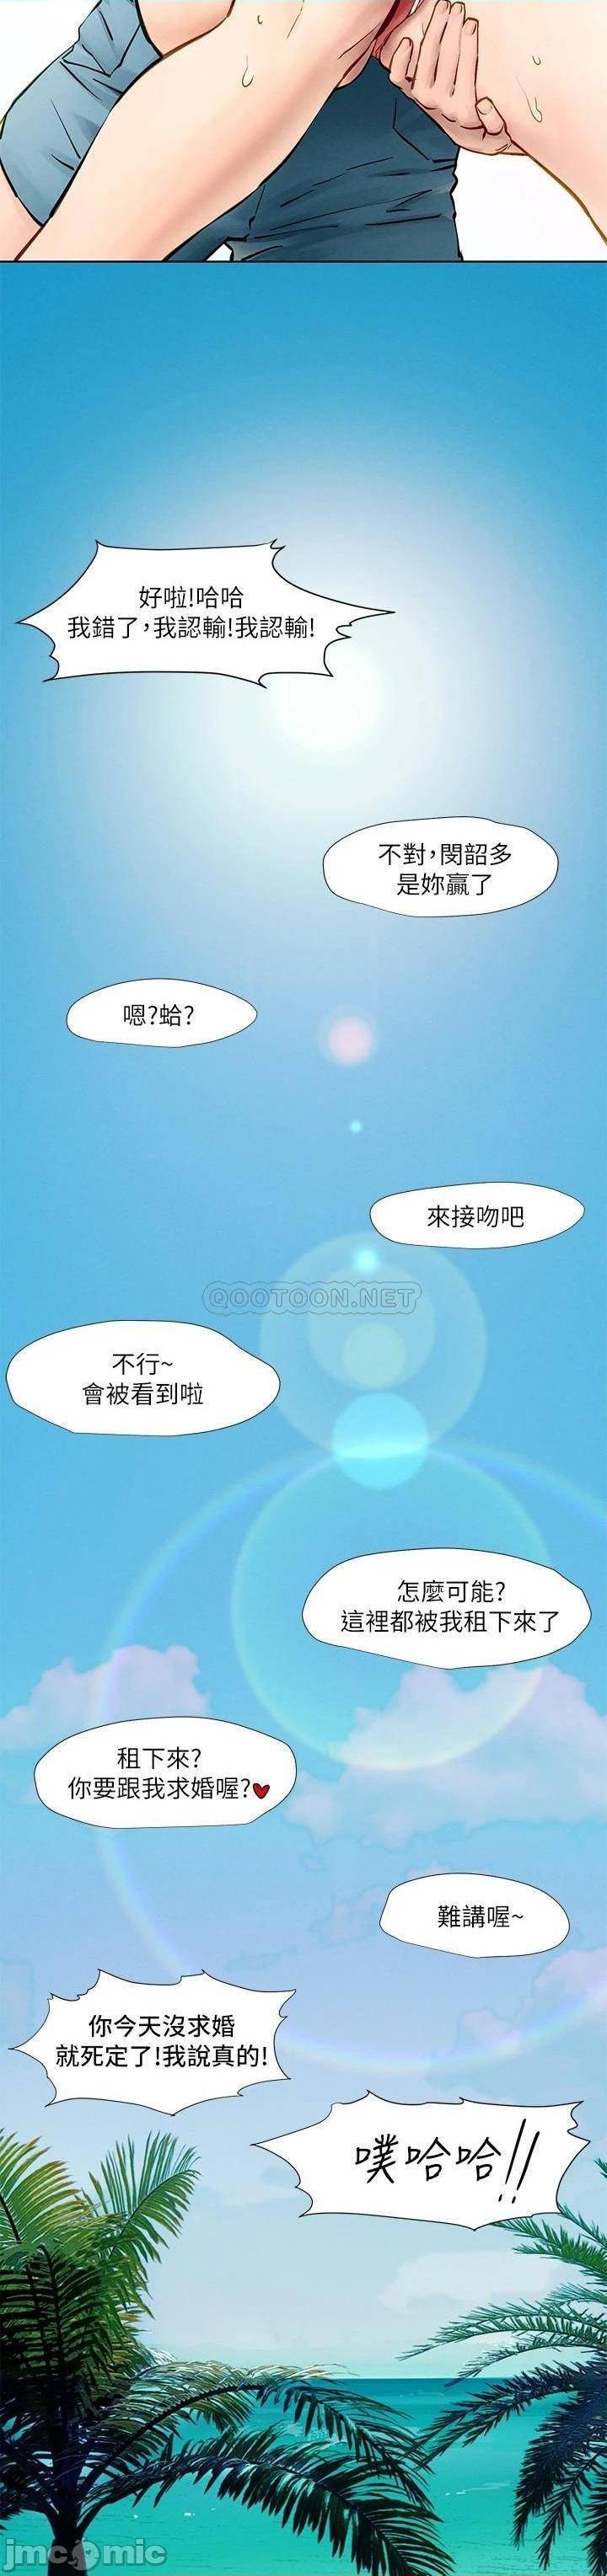 好啦!哈哈
我錯了,我認輸!我認輸!
不對,閔韶多
是妳贏了
嗯?蛤?
來接吻吧
QOOTOON.NET
不行~
會被看到啦
怎麼可能?
這裡都被我租下來了
租下來?
你要跟我求婚喔?♥
難講喔~
你今天沒求婚
就死定了!我說真的!
噗哈哈!!
jmcomic